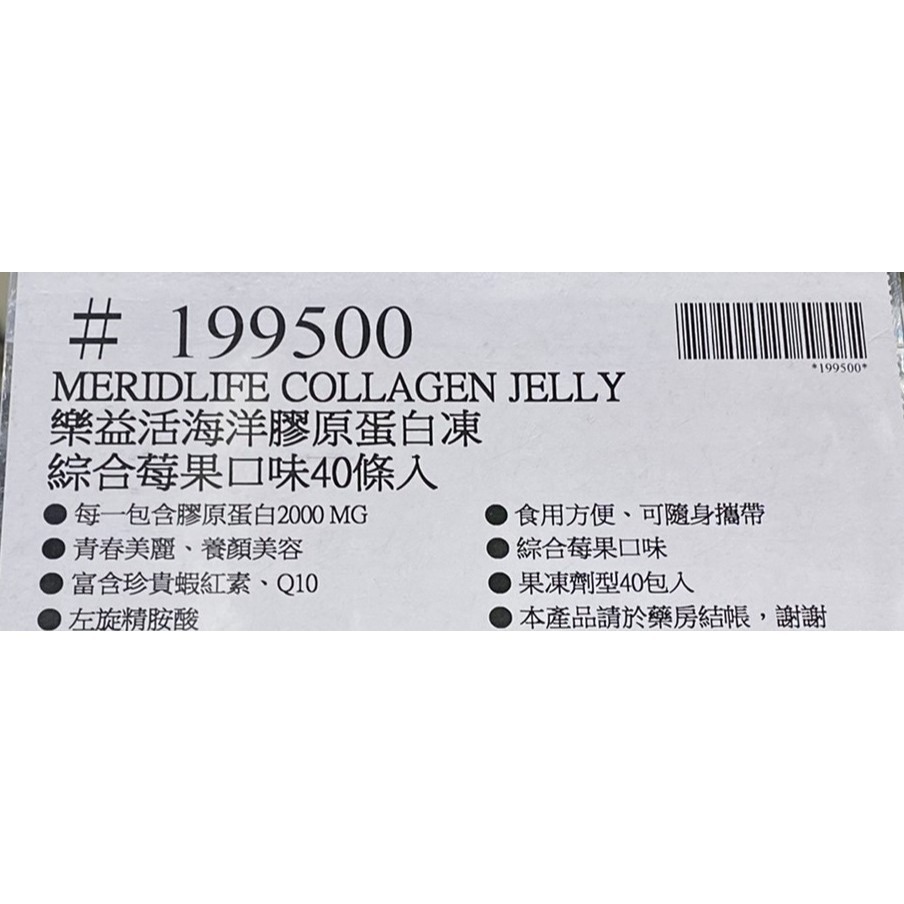 # 199500
*199500*
MERIDLIFE COLLAGEN JELLY
樂益活海洋膠原蛋白凍
綜合莓果口味40條入
● 每一包含膠原蛋白2000 MG
● 青春美麗、養顏美容
● 富含珍貴蝦紅素、Q10
● 左旋精胺酸
● 食用方便、可隨身攜帶
● 綜合莓果口味
● 果凍劑型40包入
● 本產品請於藥房結帳，謝謝